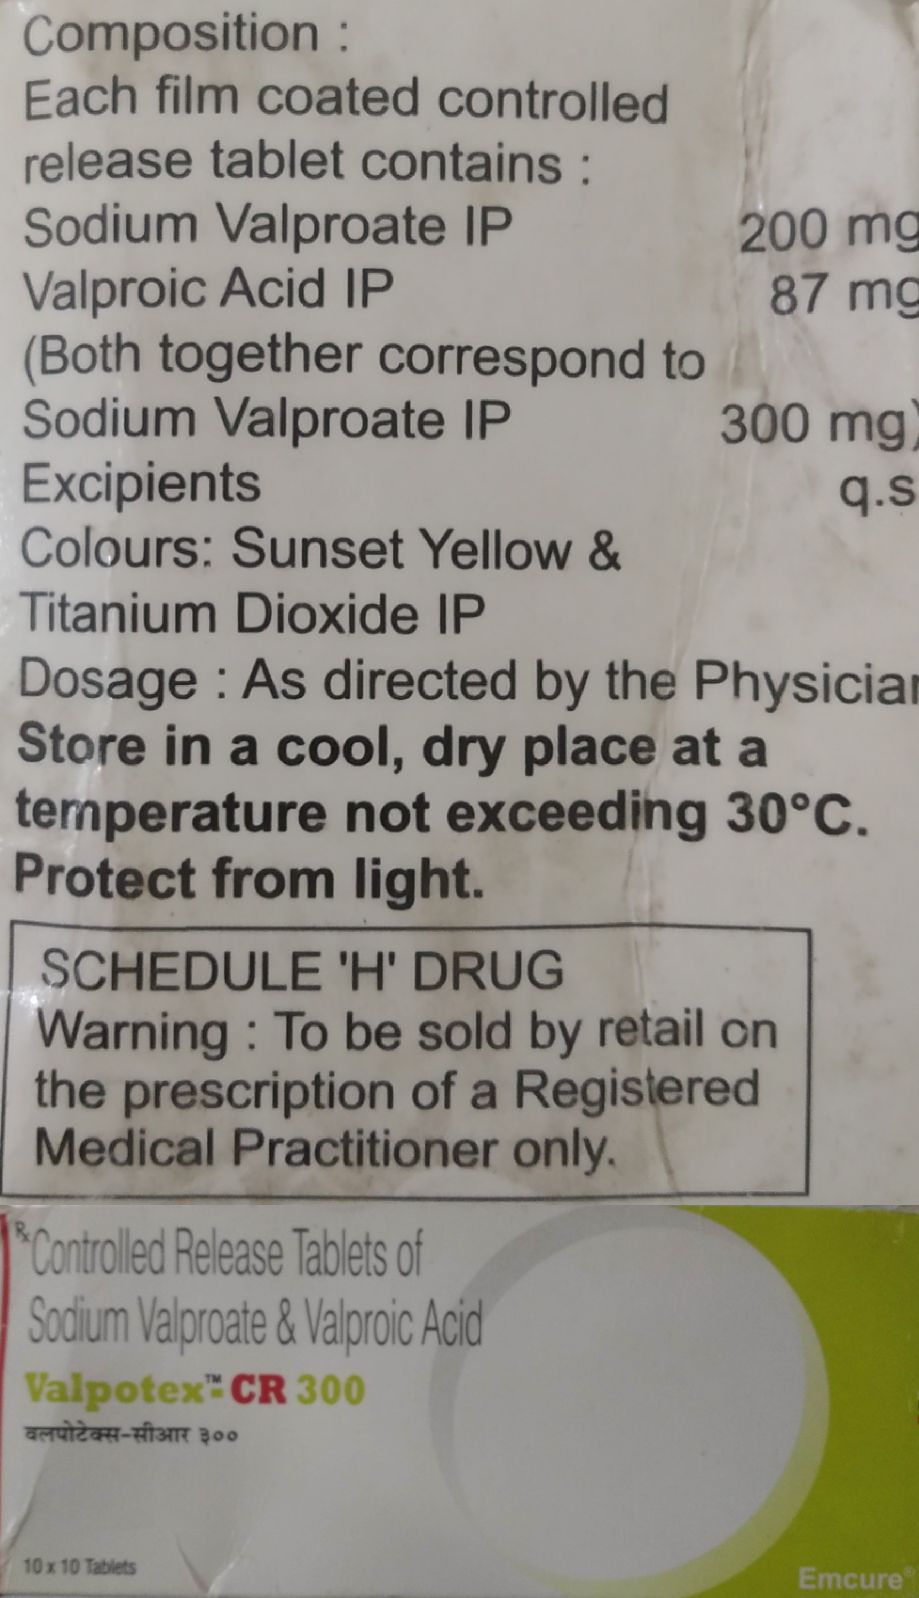 Composition :
Each film coated controlled
release tablet contains :
Sodium Valproate IP 200 mg
Valproic Acid IP 87 mg
(Both together correspond to
Sodium Valproate IP 300 mg)
Excipients q.s
Colours: Sunset Yellow &
Titanium Dioxide IP
Dosage : As directed by the Physician
Store in a cool, dry place at a
temperature not exceeding 30°C.
Protect from light.
SCHEDULE 'H' DRUG
Warning : To be sold by retail on
the prescription of a Registered
Medical Practitioner only.
℞ Controlled Release Tablets of
Sodium Valproate & Valproic Acid
Valpotex™-CR 300
वलपोटेक्स-सीआर ३००
10 x 10 Tablets
Emcure®